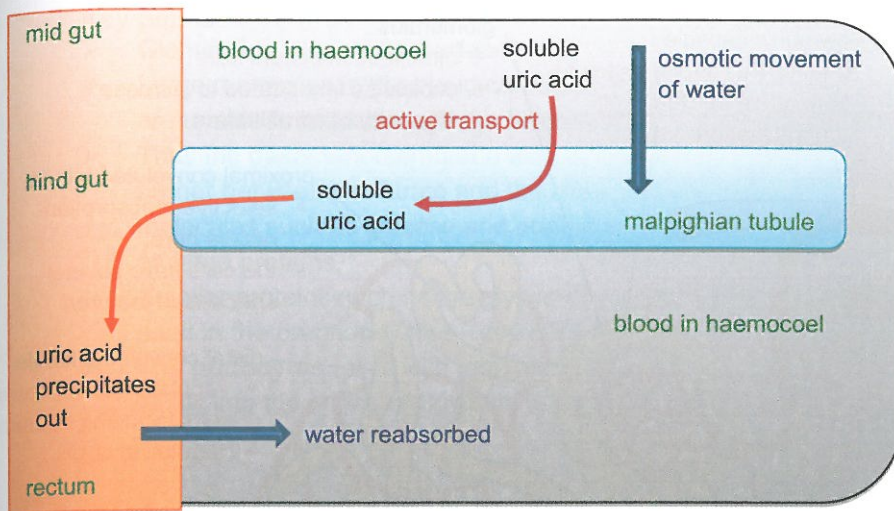 mid gut
blood in haemocoel
soluble
uric acid
osmotic movement
of water
active transport
hind gut
soluble
uric acid
malpighian tubule
blood in haemocoel
uric acid
precipitates
out
water reabsorbed
rectum